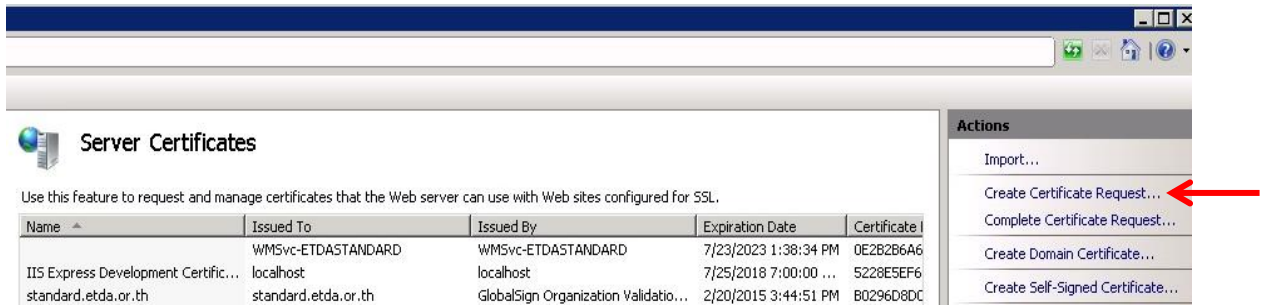 Server Certificates
Use this feature to request and manage certificates that the Web server can use with Web sites configured for SSL.
Name Issued To Issued By Expiration Date Certificate
WMSvc-ETDASTANDARD WMSvc-ETDASTANDARD 7/23/2023 1:38:34 PM 0E2B2B6A6
IIS Express Development Certific... localhost localhost 7/25/2018 7:00:00 ... 5228E5EF6
standard.etda.or.th standard.etda.or.th GlobalSign Organization Validatio... 2/20/2015 3:44:51 PM B0296D8DC
Actions
Import...
Create Certificate Request...
Complete Certificate Request...
Create Domain Certificate...
Create Self-Signed Certificate...